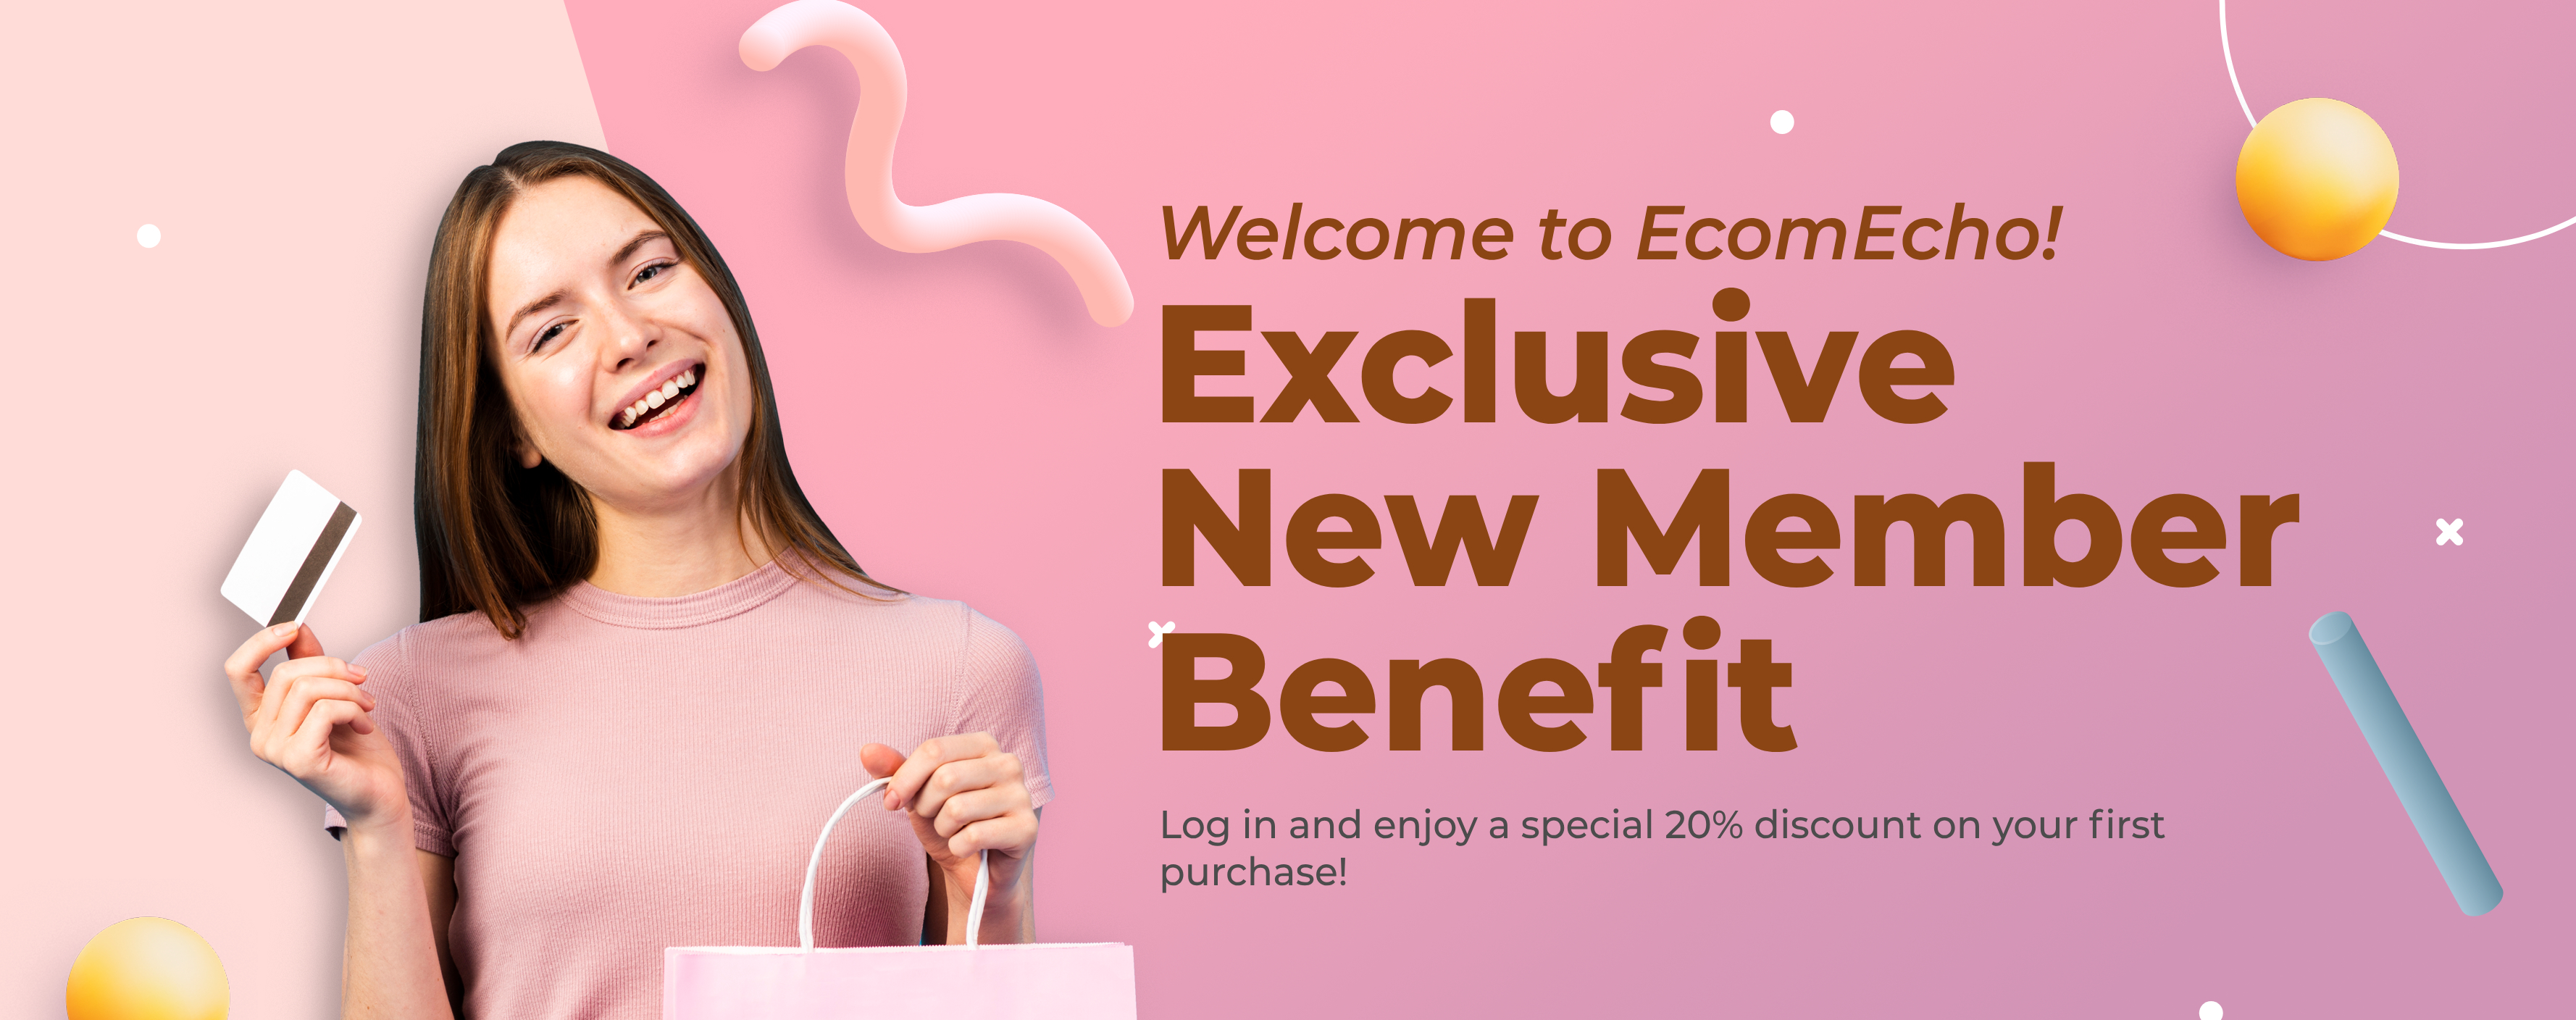 Welcome to EcomEcho!
Exclusive
New Member
Benefit
Log in and enjoy a special 20% discount on your first
purchase!